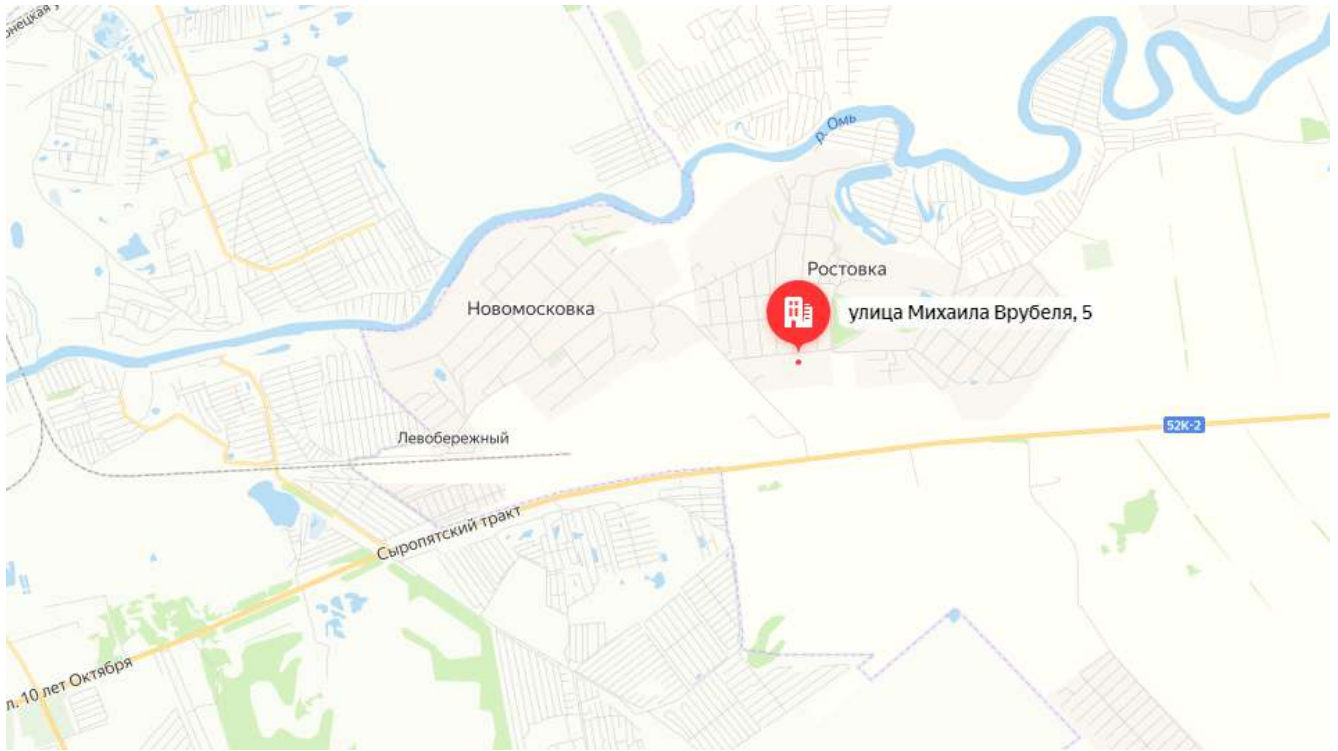 р. Омь
Ростовка
Новомосковка
улица Михаила Врубеля, 5
52К-2
Левобережный
Сыропятский тракт
л. 10 лет Октября